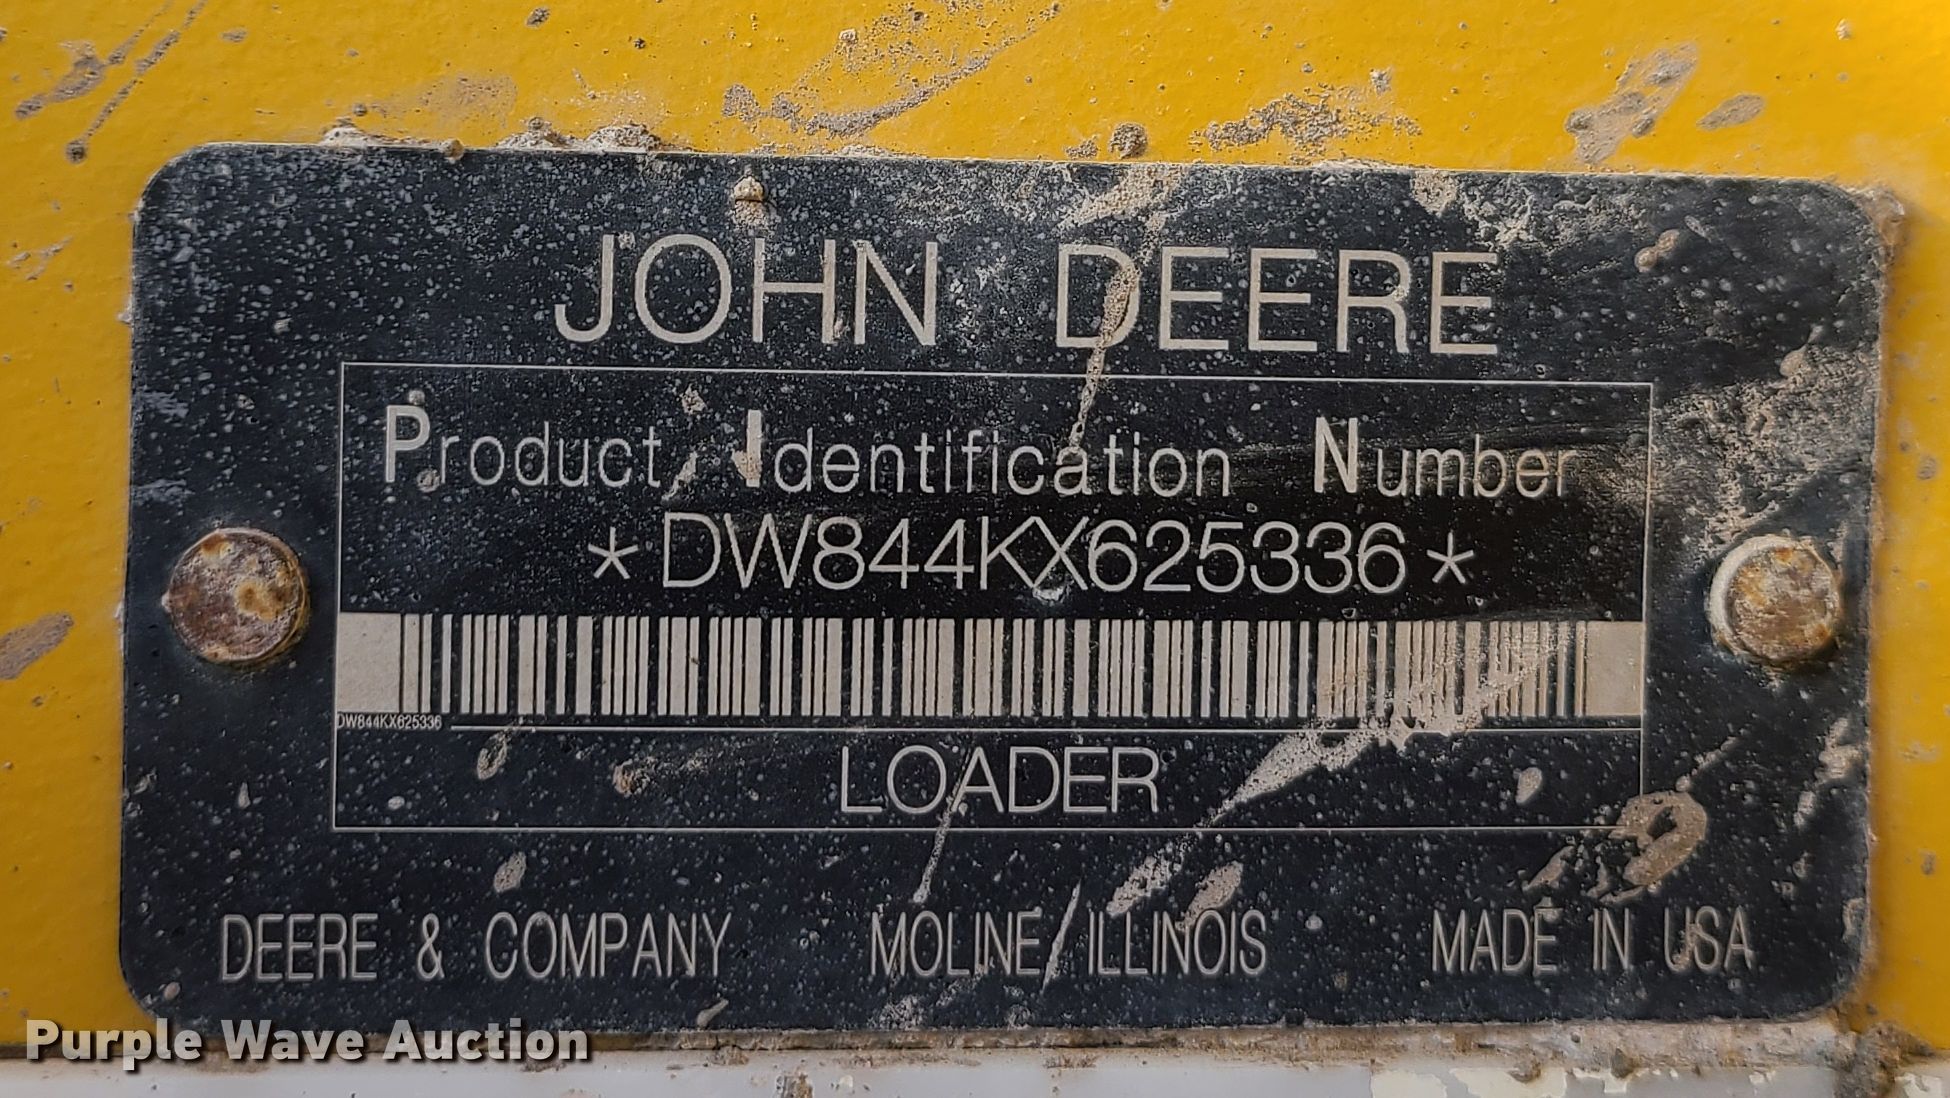 JOHN DEERE
Product Identification Number
*DW844KX625336*
DW844KX625336
LOADER
DEERE & COMPANY MOLINE/ILLINOIS MADE IN USA
Purple Wave Auction